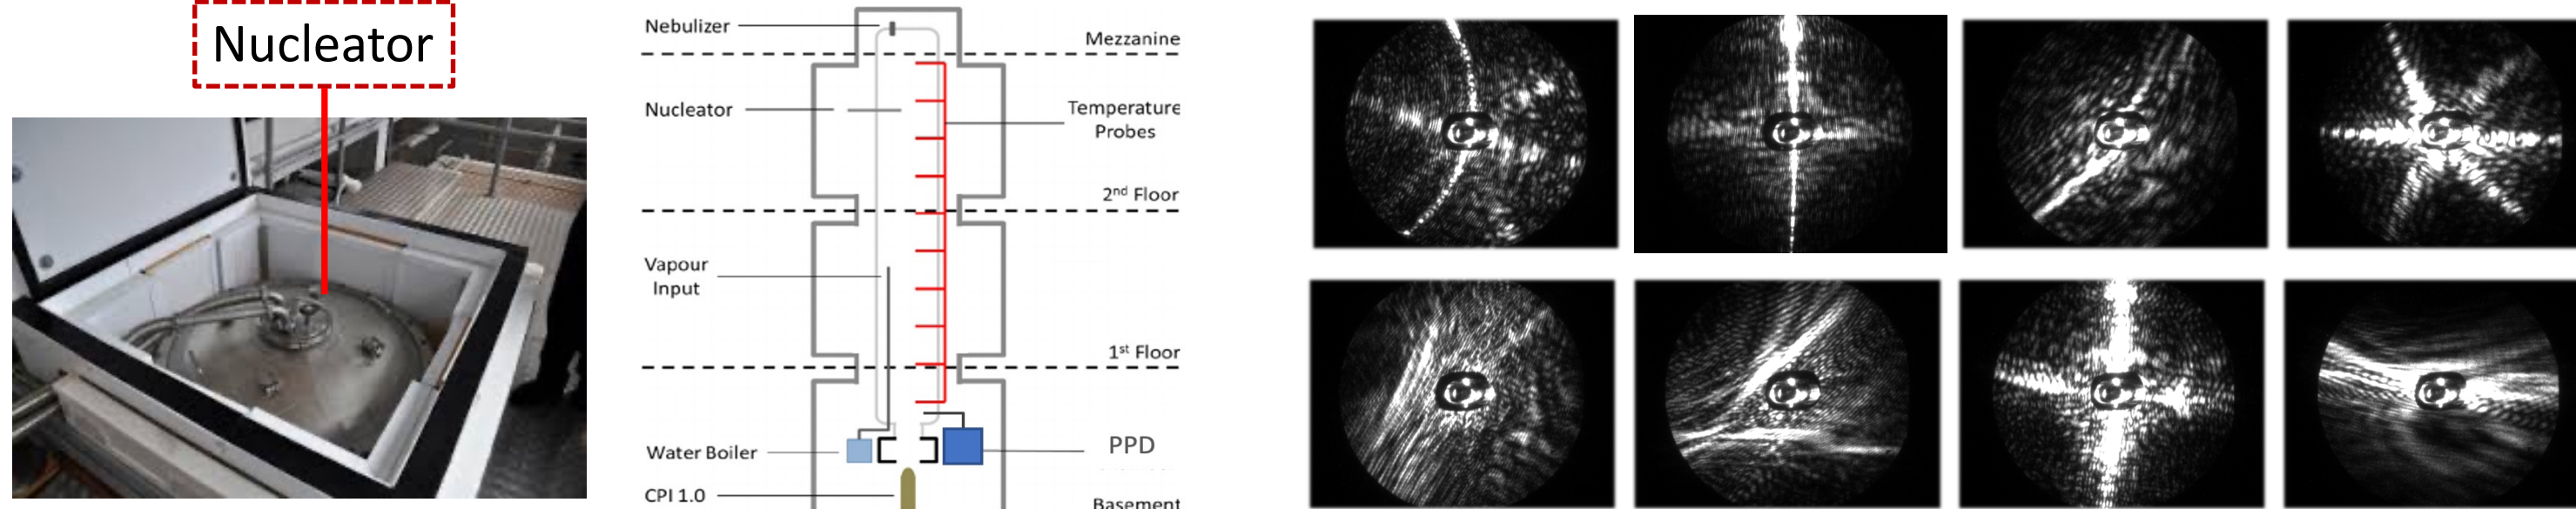 Nucleator
Nebulizer
Mezzanine
Nucleator
Temperature
Probes
2nd Floor
Vapour
Input
1st Floor
Water Boiler
PPD
CPI 1.0
Basement